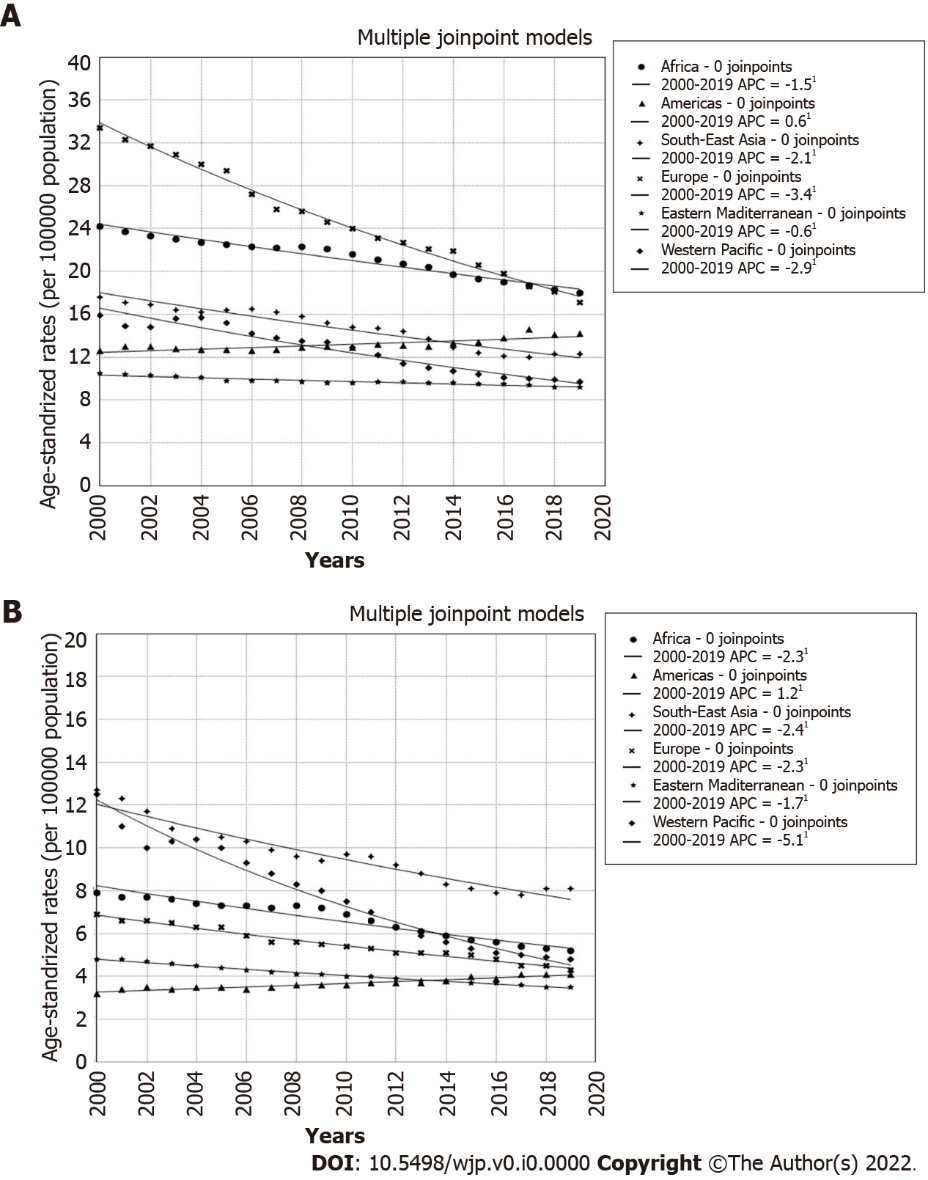 A
Multiple joinpoint models
Age-standrized rates (per 100000 population)
40
36
32
28
24
20
16
12
8
4
0
2000
2002
2004
2006
2008
2010
2012
2014
2016
2018
2020
Years
Africa - 0 joinpoints
2000-2019 APC = -1.5¹
Americas - 0 joinpoints
2000-2019 APC = 0.6¹
South-East Asia - 0 joinpoints
2000-2019 APC = -2.1¹
Europe - 0 joinpoints
2000-2019 APC = -3.4¹
Eastern Maditerranean - 0 joinpoints
2000-2019 APC = -0.6¹
Western Pacific - 0 joinpoints
2000-2019 APC = -2.9¹
B
Multiple joinpoint models
Age-standrized rates (per 100000 population)
20
18
16
14
12
10
8
6
4
2
0
2000
2002
2004
2006
2008
2010
2012
2014
2016
2018
2020
Years
Africa - 0 joinpoints
2000-2019 APC = -2.3¹
Americas - 0 joinpoints
2000-2019 APC = 1.2¹
South-East Asia - 0 joinpoints
2000-2019 APC = -2.4¹
Europe - 0 joinpoints
2000-2019 APC = -2.3¹
Eastern Maditerranean - 0 joinpoints
2000-2019 APC = -1.7¹
Western Pacific - 0 joinpoints
2000-2019 APC = -5.1¹
DOI: 10.5498/wjp.v0.i0.0000 Copyright ©The Author(s) 2022.